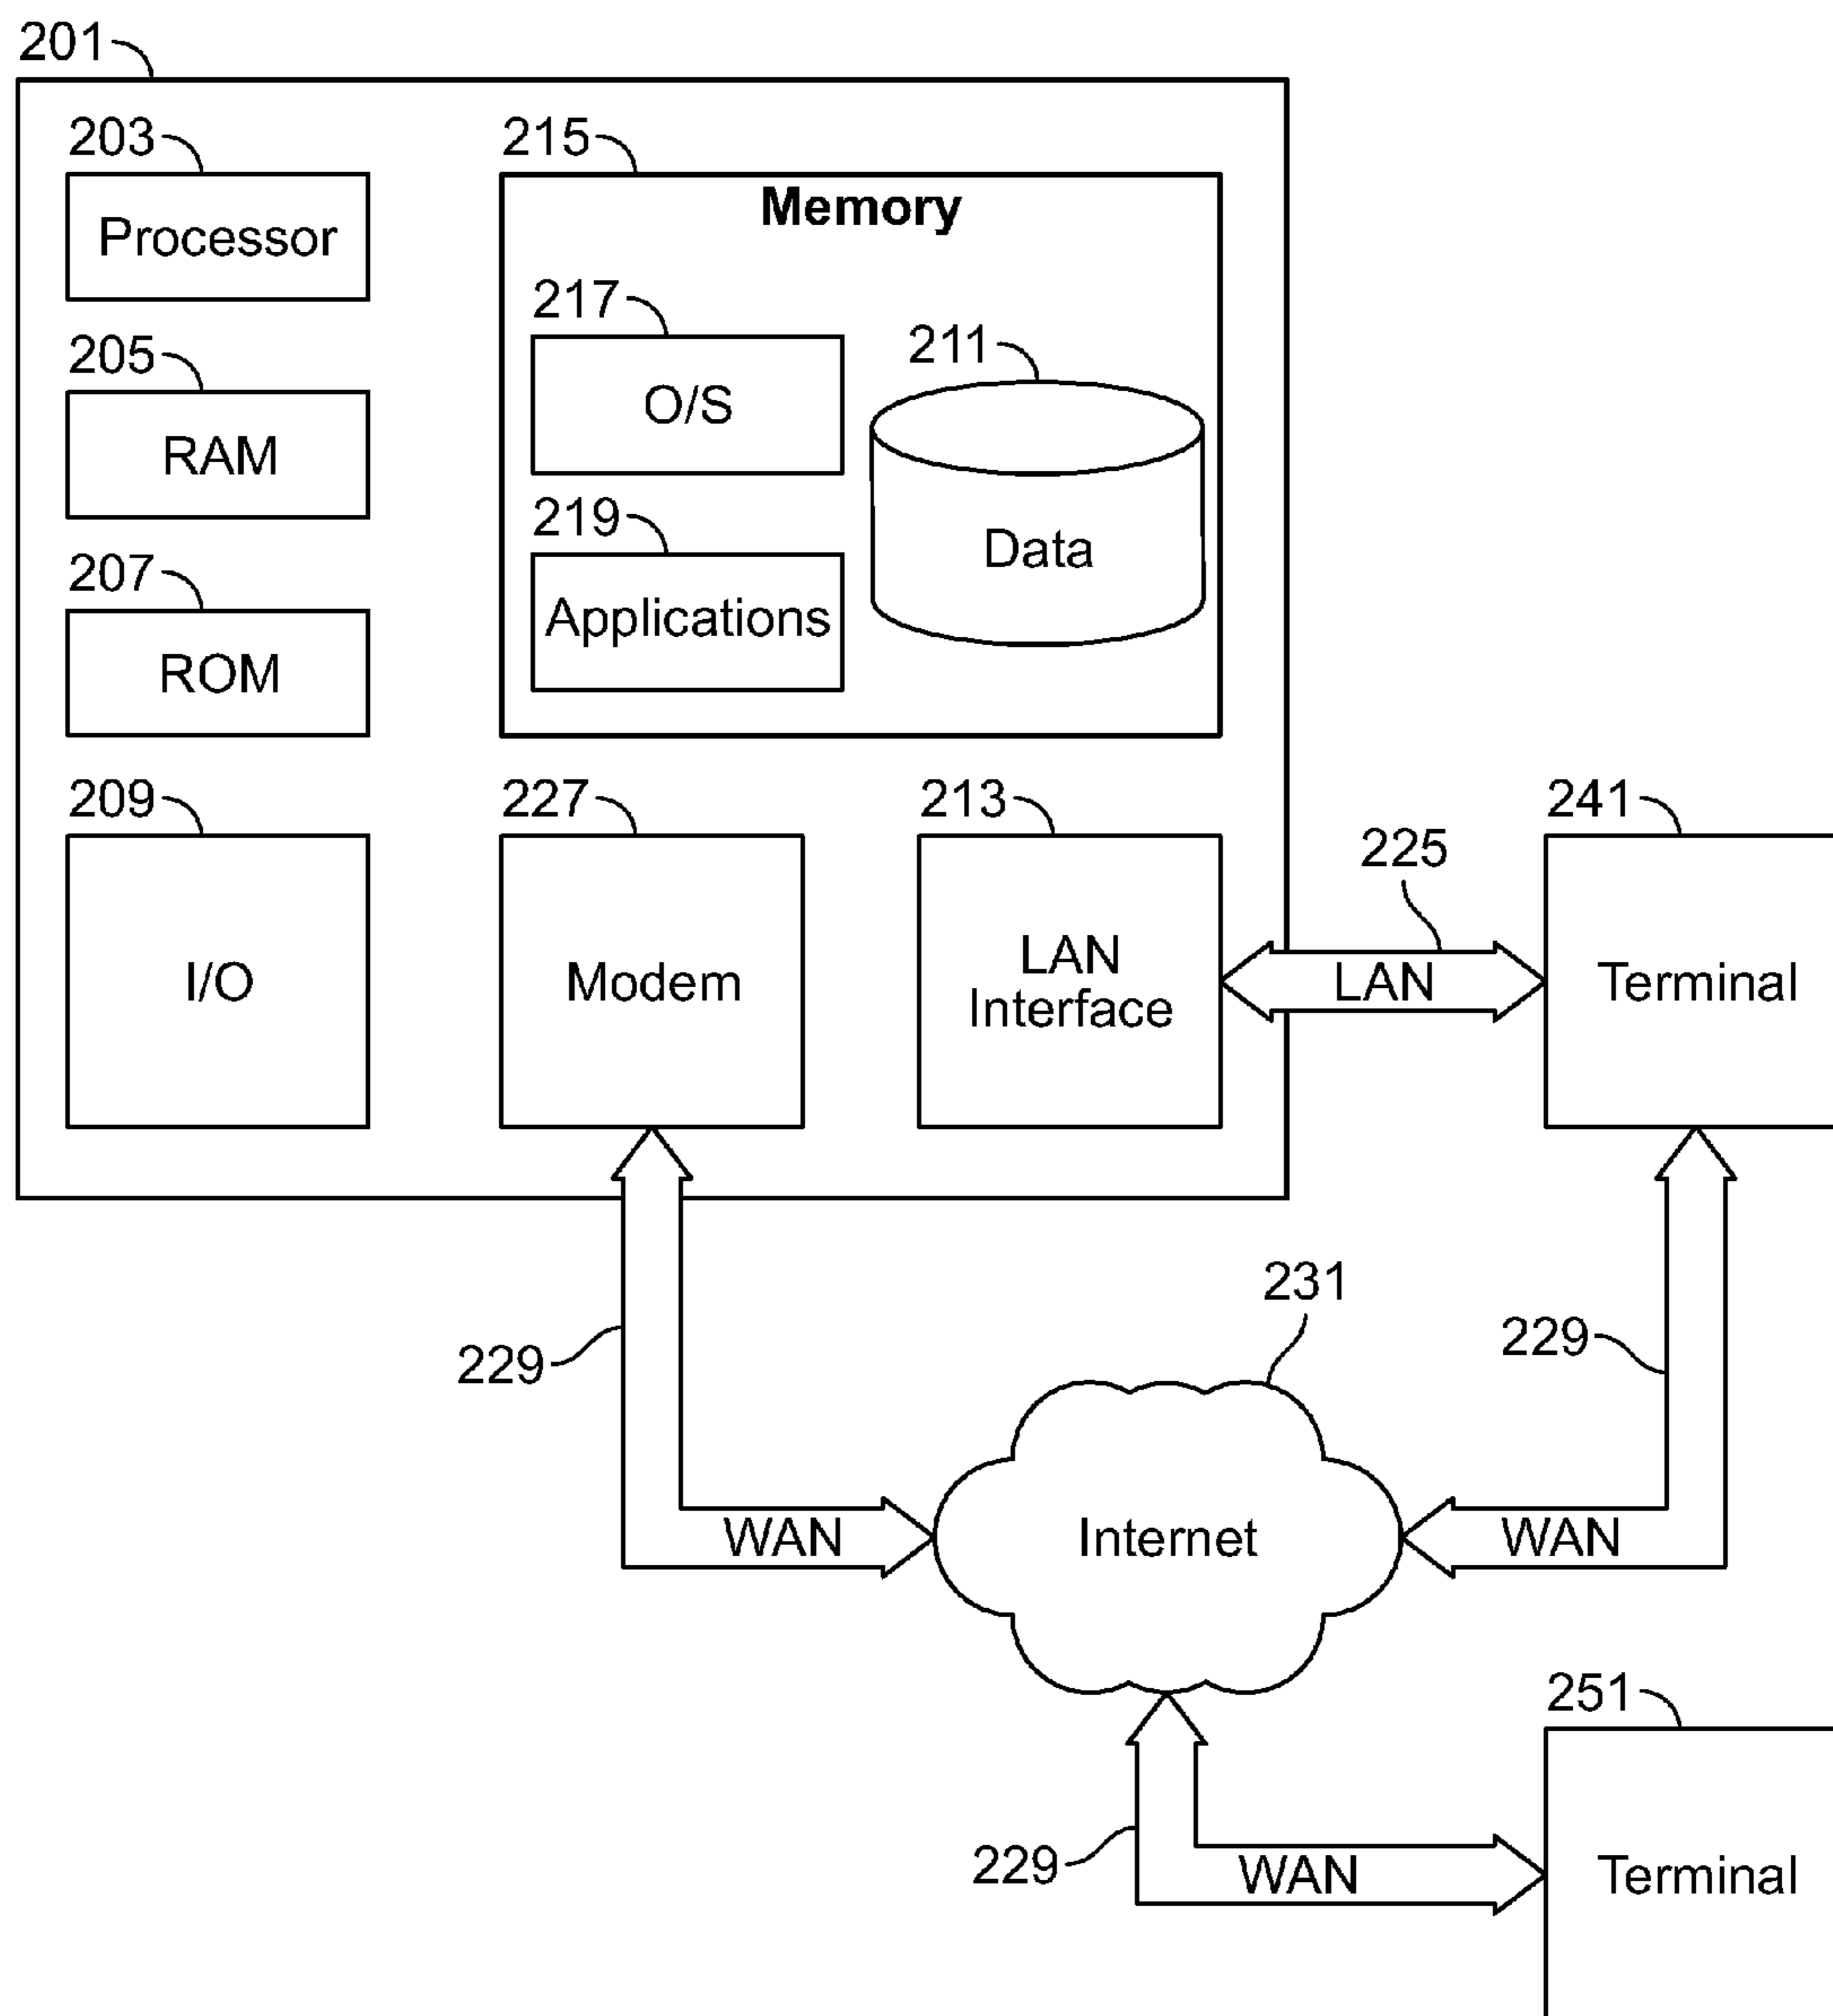 201
203
215
Processor
Memory
217
211
205
O/S
RAM
219
Data
207
Applications
ROM
209
227
213
241
225
I/O
Modem
LAN
Interface
LAN
Terminal
231
229
229
WAN
Internet
WAN
251
229
WAN
Terminal